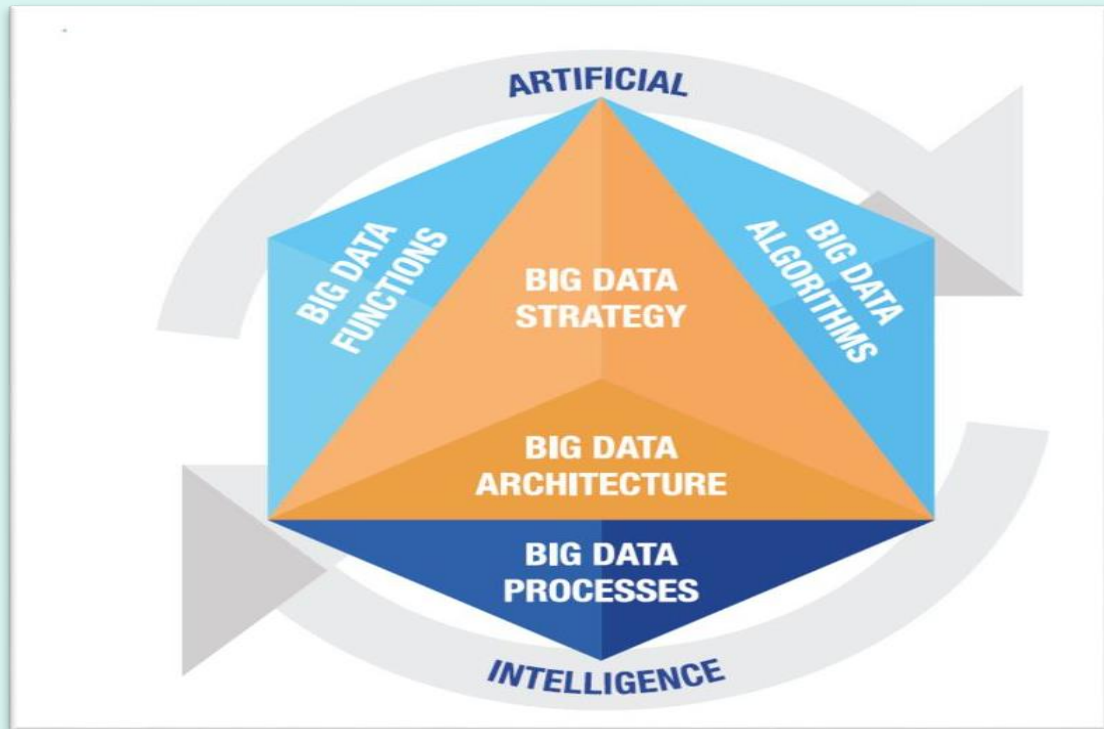 ARTIFICIAL
BIG DATA
FUNCTIONS
BIG DATA
STRATEGY
BIG DATA
ALGORITHMS
BIG DATA
ARCHITECTURE
BIG DATA
PROCESSES
INTELLIGENCE